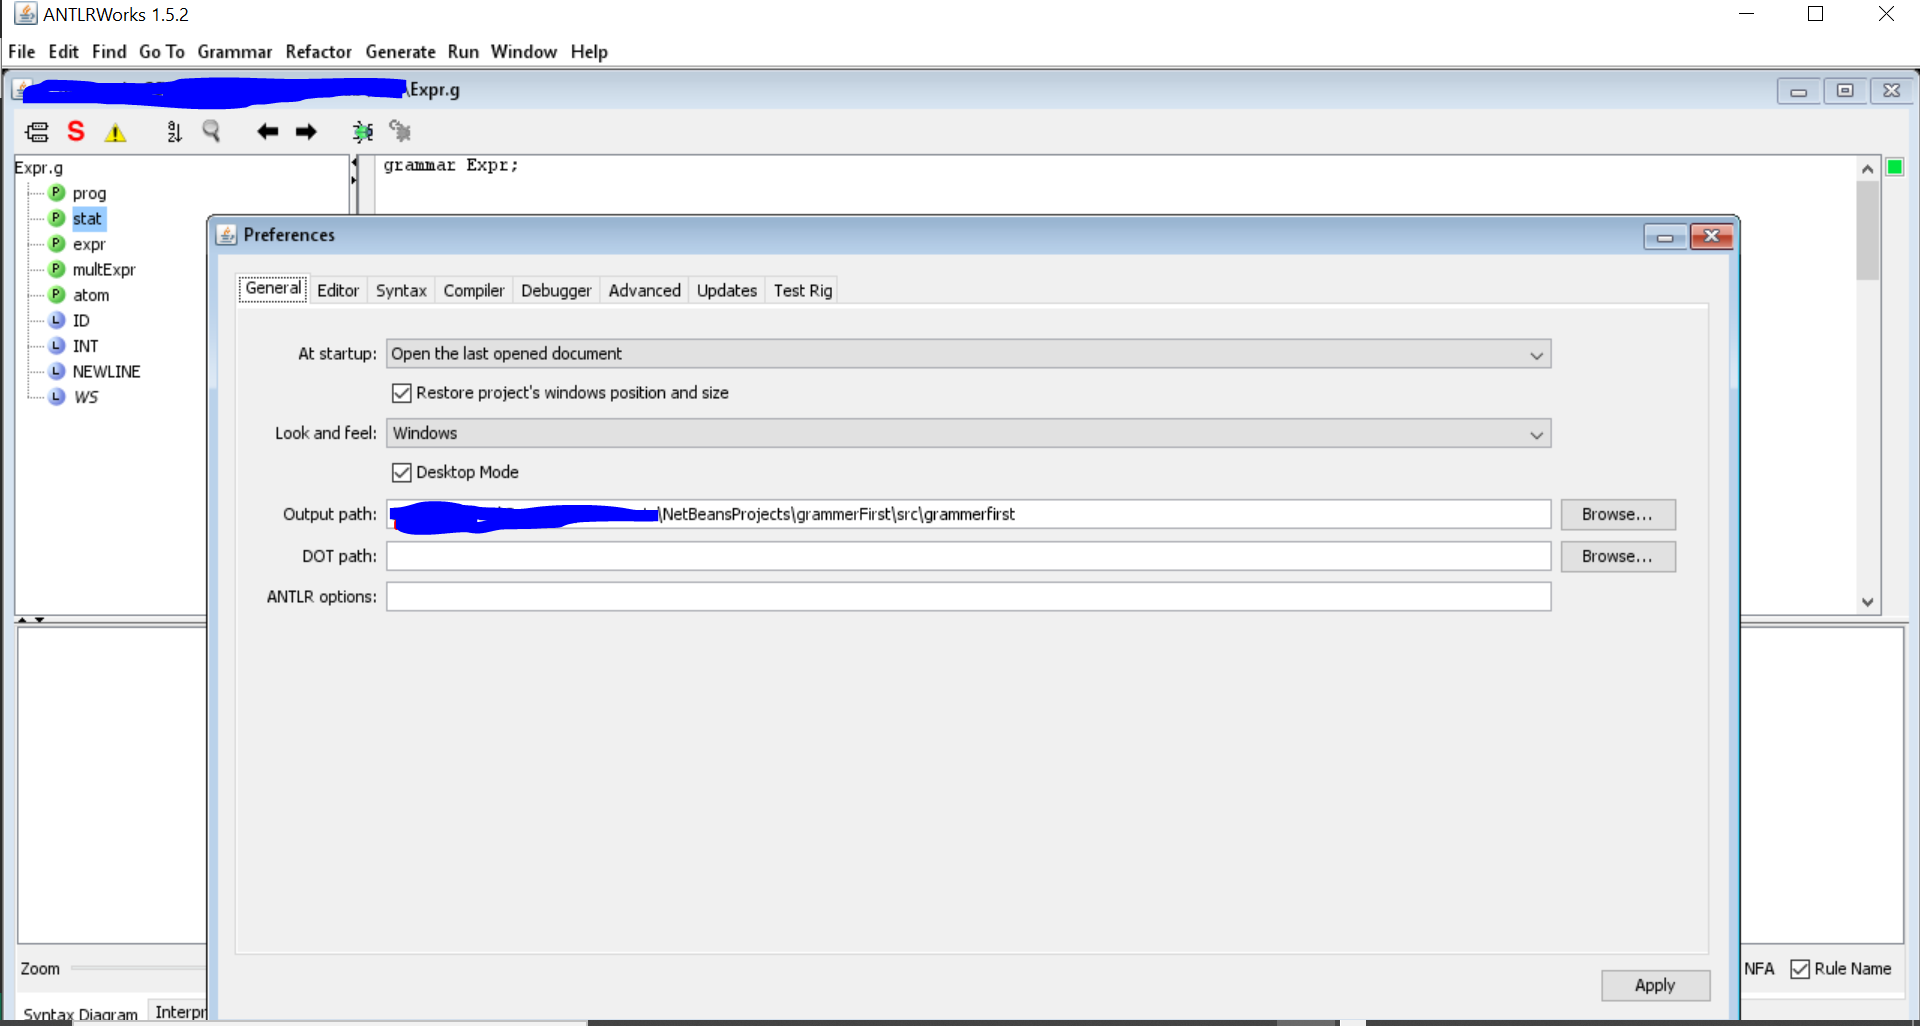 ANTLRWorks 1.5.2
File Edit Find Go To Grammar Refactor Generate Run Window Help
\Expr.g
Expr.g
grammar Expr;
prog
stat
expr
multExpr
atom
ID
INT
NEWLINE
WS
Preferences
General Editor Syntax Compiler Debugger Advanced Updates Test Rig
At startup: Open the last opened document
Restore project's windows position and size
Look and feel: Windows
Desktop Mode
Output path: \NetBeansProjects\grammerFirst\src\grammerfirst Browse...
DOT path: Browse...
ANTLR options:
Apply
Zoom NFA Rule Name
Syntax Diagram Interpr